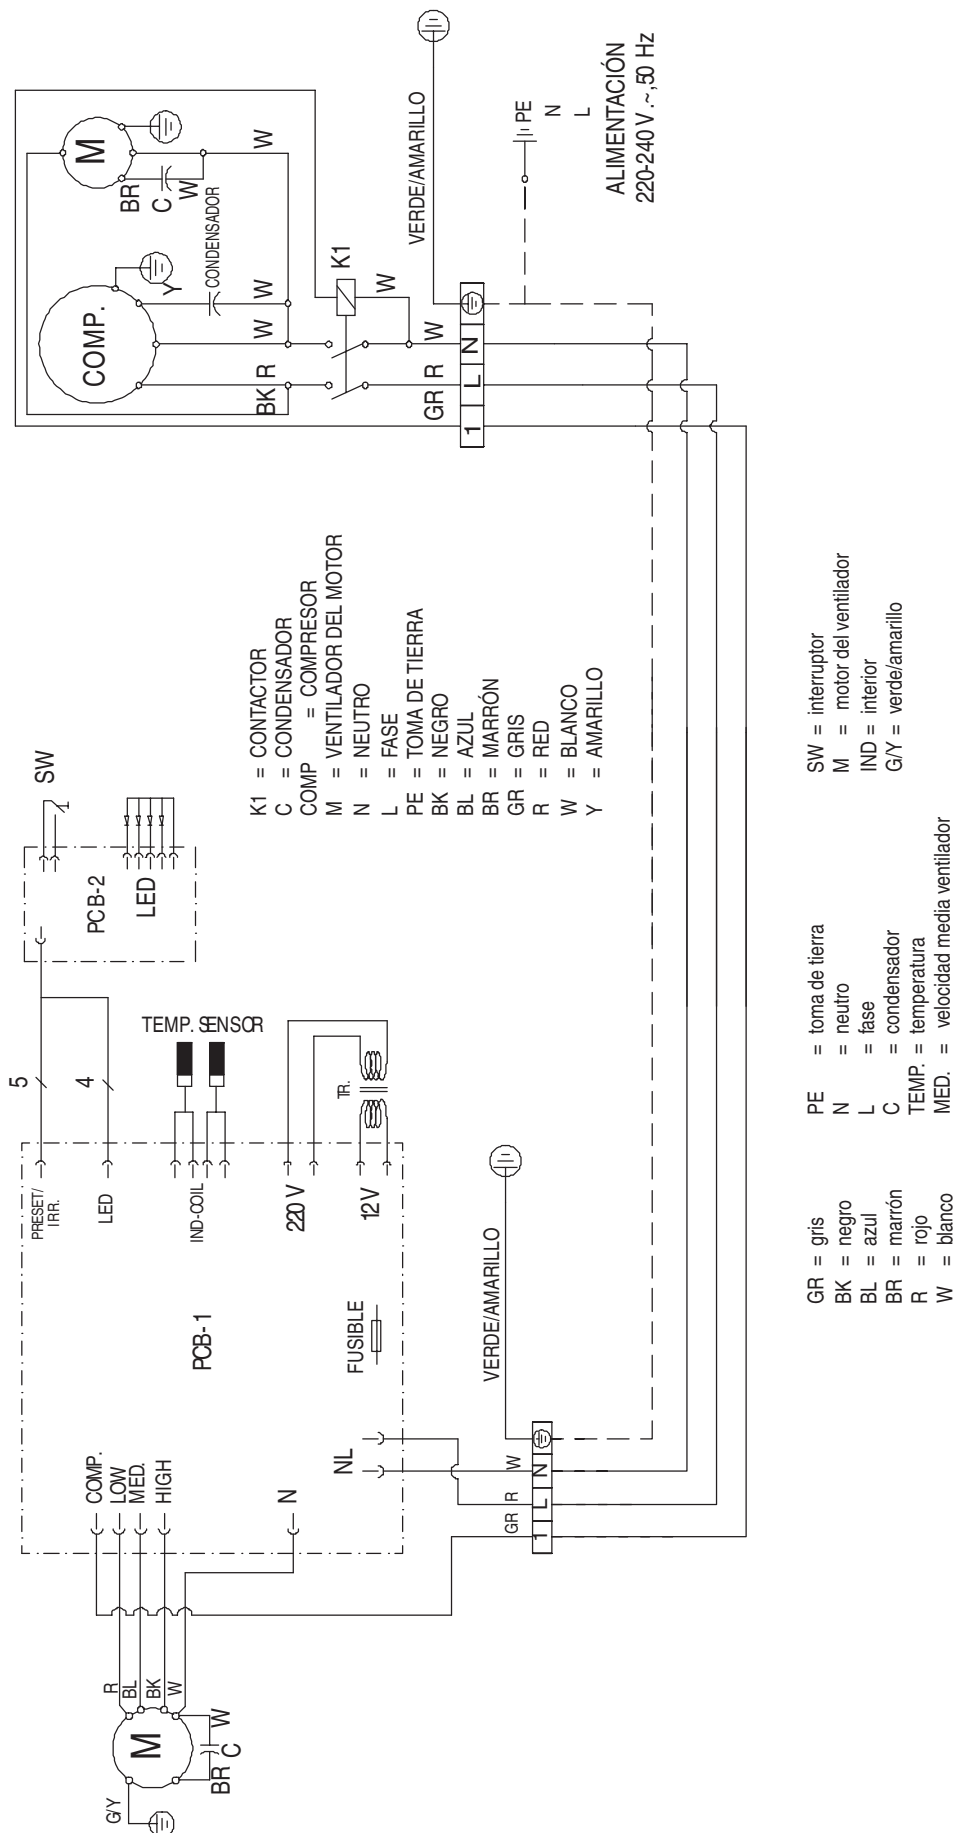 VERDE/AMARILLO
PE
N
L
ALIMENTACIÓN
220-240 V .~,50 Hz
M
BR
C
W
W
CONDENSADOR
COMP.
Y
W
W
BK R
K1
W
W
GR R
1 L N
SW
PCB-2
LED
5
4
TEMP. SENSOR
TR.
K1 = CONTACTOR
C = CONDENSADOR
COMP = COMPRESOR
M = VENTILADOR DEL MOTOR
N = NEUTRO
L = FASE
PE = TOMA DE TIERRA
BK = NEGRO
BL = AZUL
BR = MARRÓN
GR = GRIS
R = RED
W = BLANCO
Y = AMARILLO
PRESET/
IRR.
LED
IND-COIL
220 V
12V
PCB-1
FUSIBLE
COMP.
LOW
MED.
HIGH
N
NL
VERDE/AMARILLO
GR R W
1 L N
R
BL
BK
W
M
W
C
BR
G/Y
GR = gris
BK = negro
BL = azul
BR = marrón
R = rojo
W = blanco
PE = toma de tierra
N = neutro
L = fase
C = condensador
TEMP. = temperatura
MED. = velocidad media ventilador
SW = interruptor
M = motor del ventilador
IND = interior
G/Y = verde/amarillo